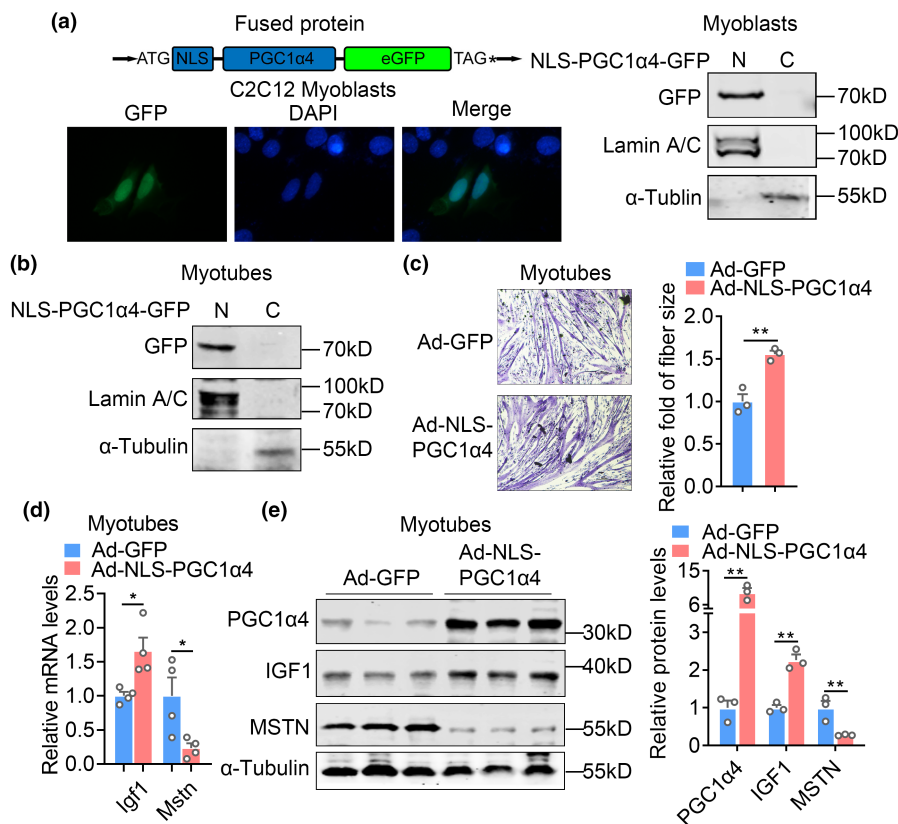 (a)
Fused protein
ATG NLS PGC1α4 eGFP TAG*
C2C12 Myoblasts
GFP DAPI Merge
Myoblasts
NLS-PGC1α4-GFP N C
GFP 70kD
Lamin A/C 100kD
70kD
α-Tublin 55kD
(b)
Myotubes
NLS-PGC1α4-GFP N C
GFP 70kD
Lamin A/C 100kD
70kD
α-Tubulin 55kD
(c)
Myotubes
Ad-GFP
Ad-NLS-
PGC1α4
Ad-GFP
Ad-NLS-PGC1α4
Relative fold of fiber size
2.0
1.5
1.0
0.5
0.0
**
(d)
Myotubes
Ad-GFP
Ad-NLS-PGC1α4
Relative mRNA levels
2.5
2.0
1.5
1.0
0.5
0.0
*
*
Igf1 Mstn
(e)
Myotubes
Ad-GFP
Ad-NLS-
PGC1α4
PGC1α4 30kD
IGF1 40kD
MSTN 55kD
α-Tubulin 55kD
Ad-GFP
Ad-NLS-PGC1α4
Relative protein levels
15
6
3
2
1
0
**
**
**
PGC1α4 IGF1 MSTN